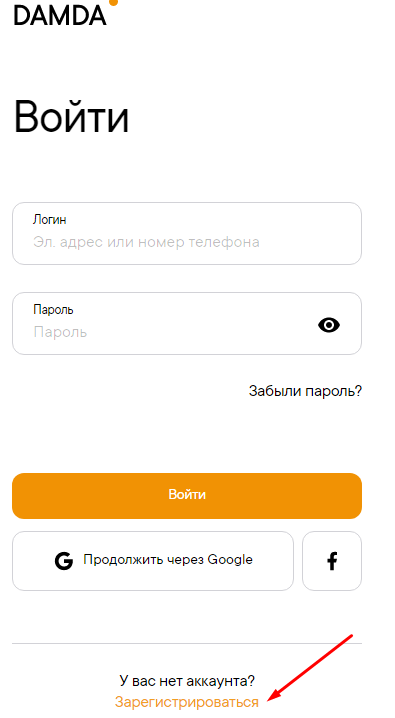 DAMDA
Войти
Логин
Эл. адрес или номер телефона
Пароль
Пароль
Забыли пароль?
Войти
Продолжить через Google
У вас нет аккаунта?
Зарегистрироваться